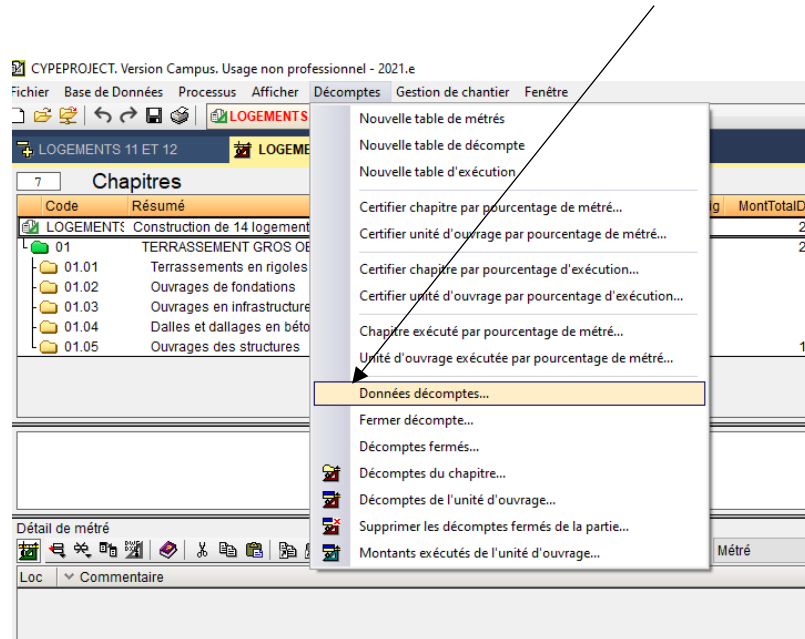 CYPEPROJECT. Version Campus. Usage non professionnel - 2021.e
Fichier Base de Données Processus Afficher Décomptes Gestion de chantier Fenêtre
LOGEMENTS
LOGEMENTS 11 ET 12 LOGEME
7 Chapitres
Code Résumé ig MontTotalD
LOGEMENTS Construction de 14 logement 2
01 TERRASSEMENT GROS OE 2
01.01 Terrassements en rigoles
01.02 Ouvrages de fondations
01.03 Ouvrages en infrastructure
01.04 Dalles et dallages en béto
01.05 Ouvrages des structures 1
Nouvelle table de métrés
Nouvelle table de décompte
Nouvelle table d'exécution
Certifier chapitre par pourcentage de métré...
Certifier unité d'ouvrage par pourcentage de métré...
Certifier chapitre par pourcentage d'exécution...
Certifier unité d'ouvrage par pourcentage d'exécution...
Chapitre exécuté par pourcentage de métré...
Unité d'ouvrage exécutée par pourcentage de métré...
Données décomptes...
Fermer décompte...
Décomptes fermés...
Décomptes du chapitre...
Décomptes de l'unité d'ouvrage...
Supprimer les décomptes fermés de la partie...
Montants exécutés de l'unité d'ouvrage...
Détail de métré
Métré
Loc Commentaire